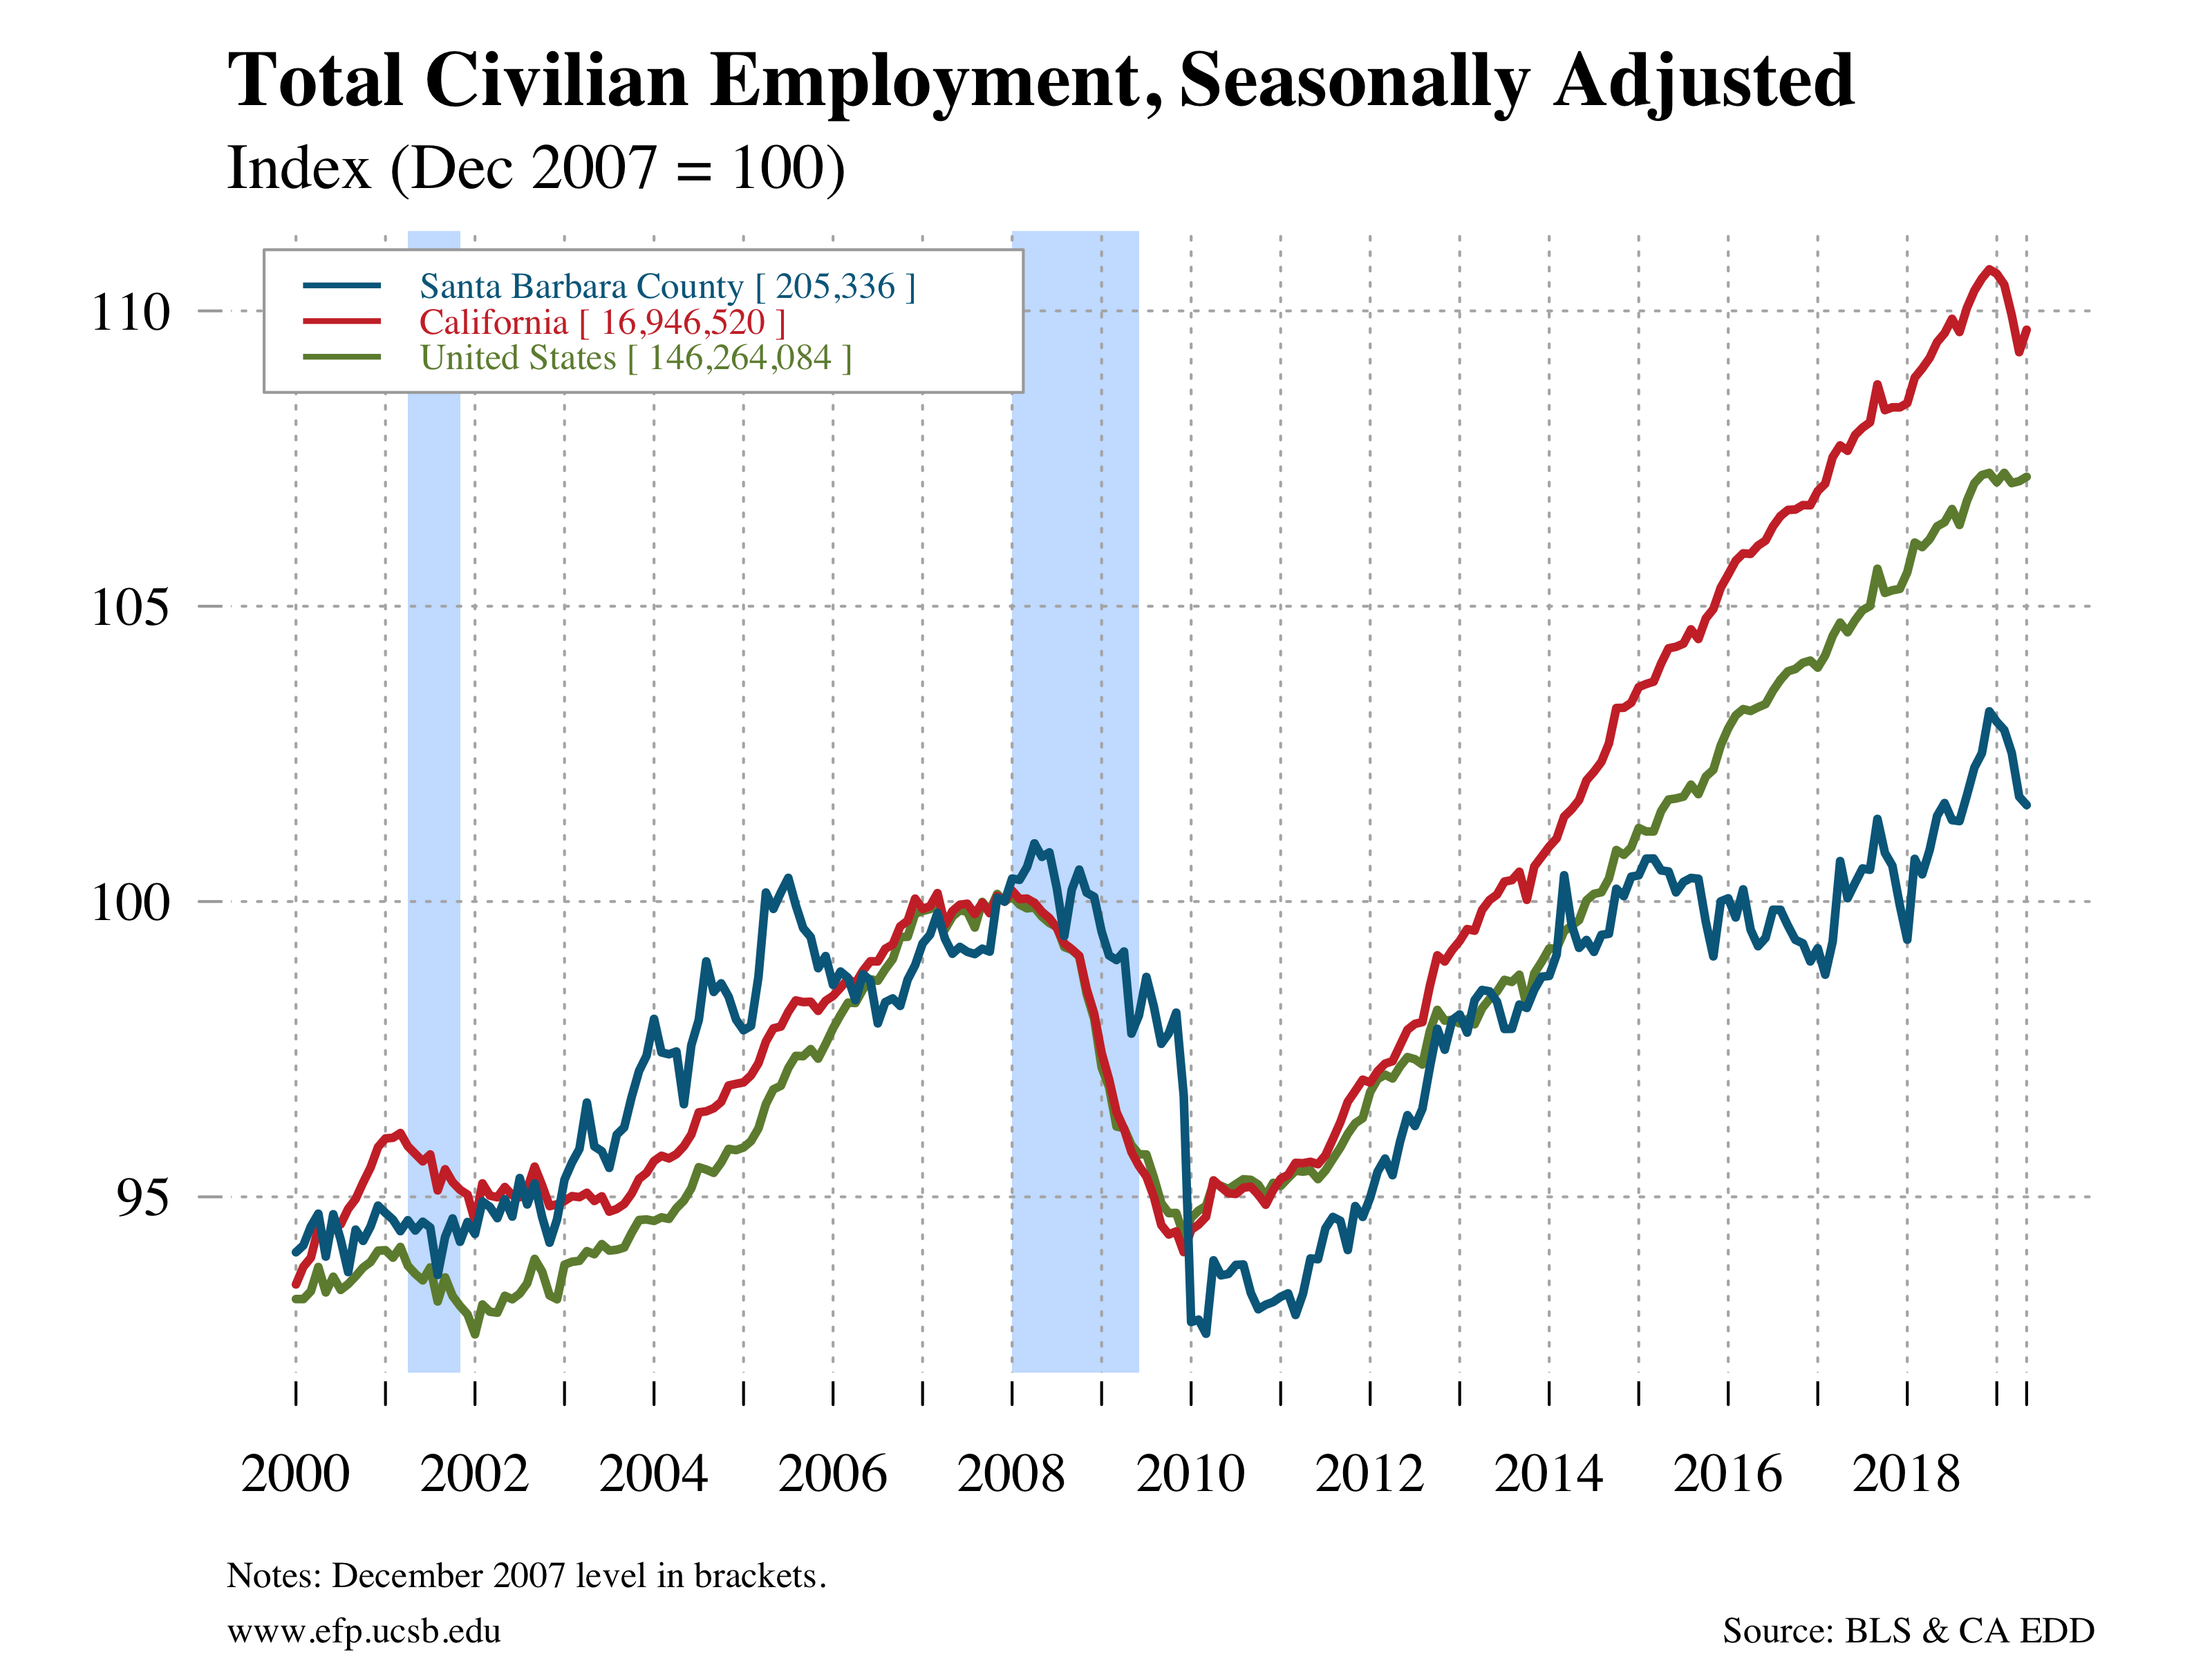 Total Civilian Employment, Seasonally Adjusted
Index (Dec 2007 = 100)
Santa Barbara County [ 205,336 ]
California [ 16,946,520 ]
United States [ 146,264,084 ]
110
105
100
95
2000 2002 2004 2006 2008 2010 2012 2014 2016 2018
Notes: December 2007 level in brackets.
www.efp.ucsb.edu
Source: BLS & CA EDD